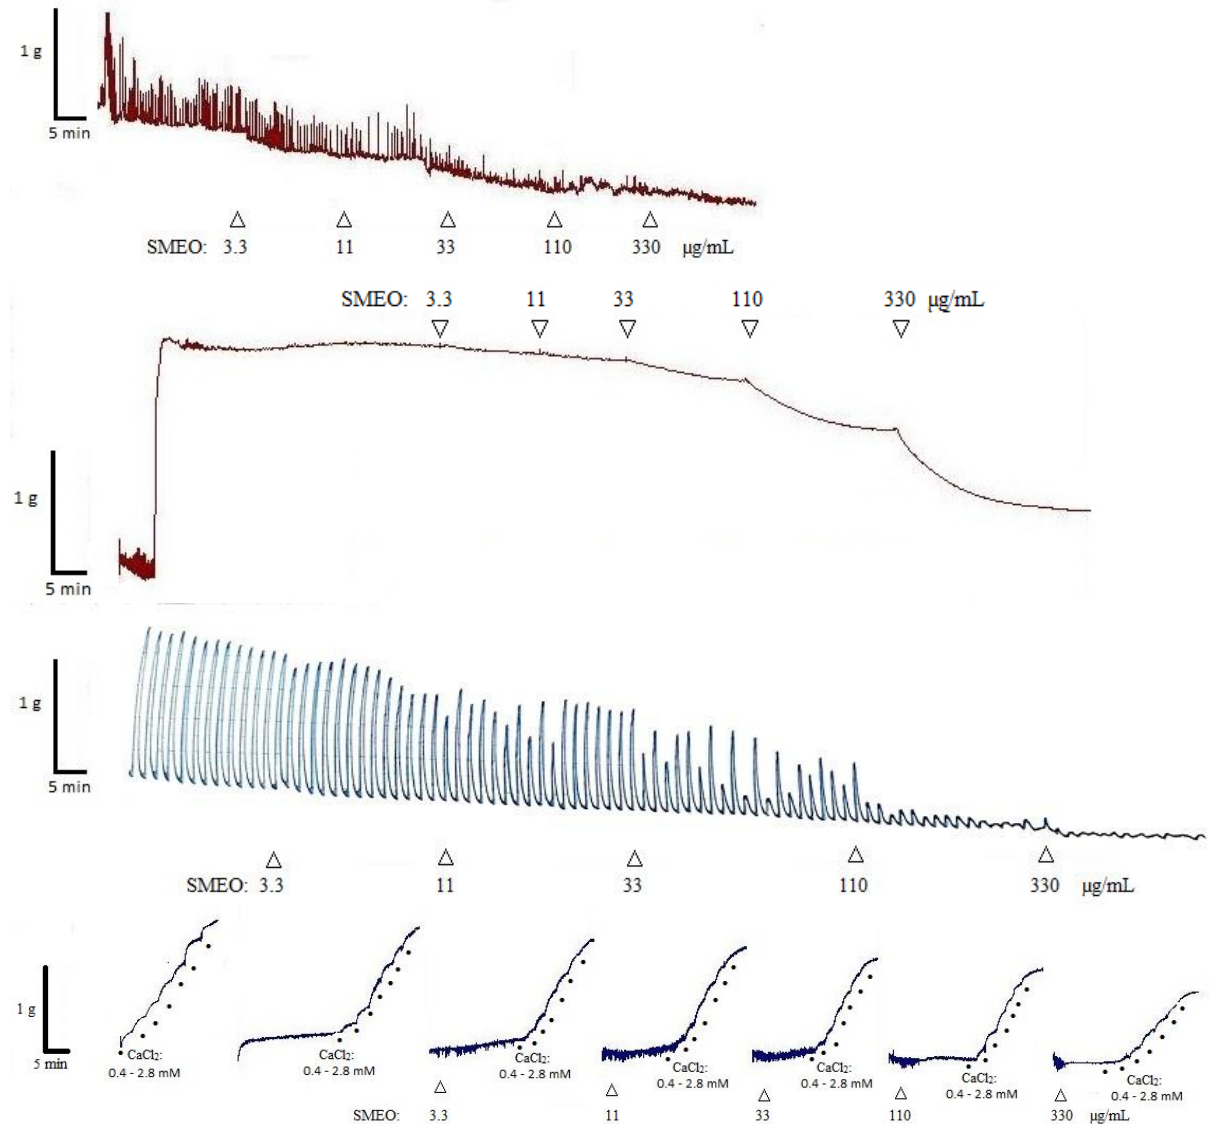 1 g
5 min
SMEO: 3.3 11 33 110 330 µg/mL
SMEO: 3.3 11 33 110 330 µg/mL
1 g
5 min
1 g
5 min
SMEO: 3.3 11 33 110 330 µg/mL
1 g
5 min
CaCl₂: CaCl₂: CaCl₂: CaCl₂: CaCl₂: CaCl₂: CaCl₂:
0.4 - 2.8 mM 0.4 - 2.8 mM 0.4 - 2.8 mM 0.4 - 2.8 mM 0.4 - 2.8 mM 0.4 - 2.8 mM 0.4 - 2.8 mM
SMEO: 3.3 11 33 110 330 µg/mL